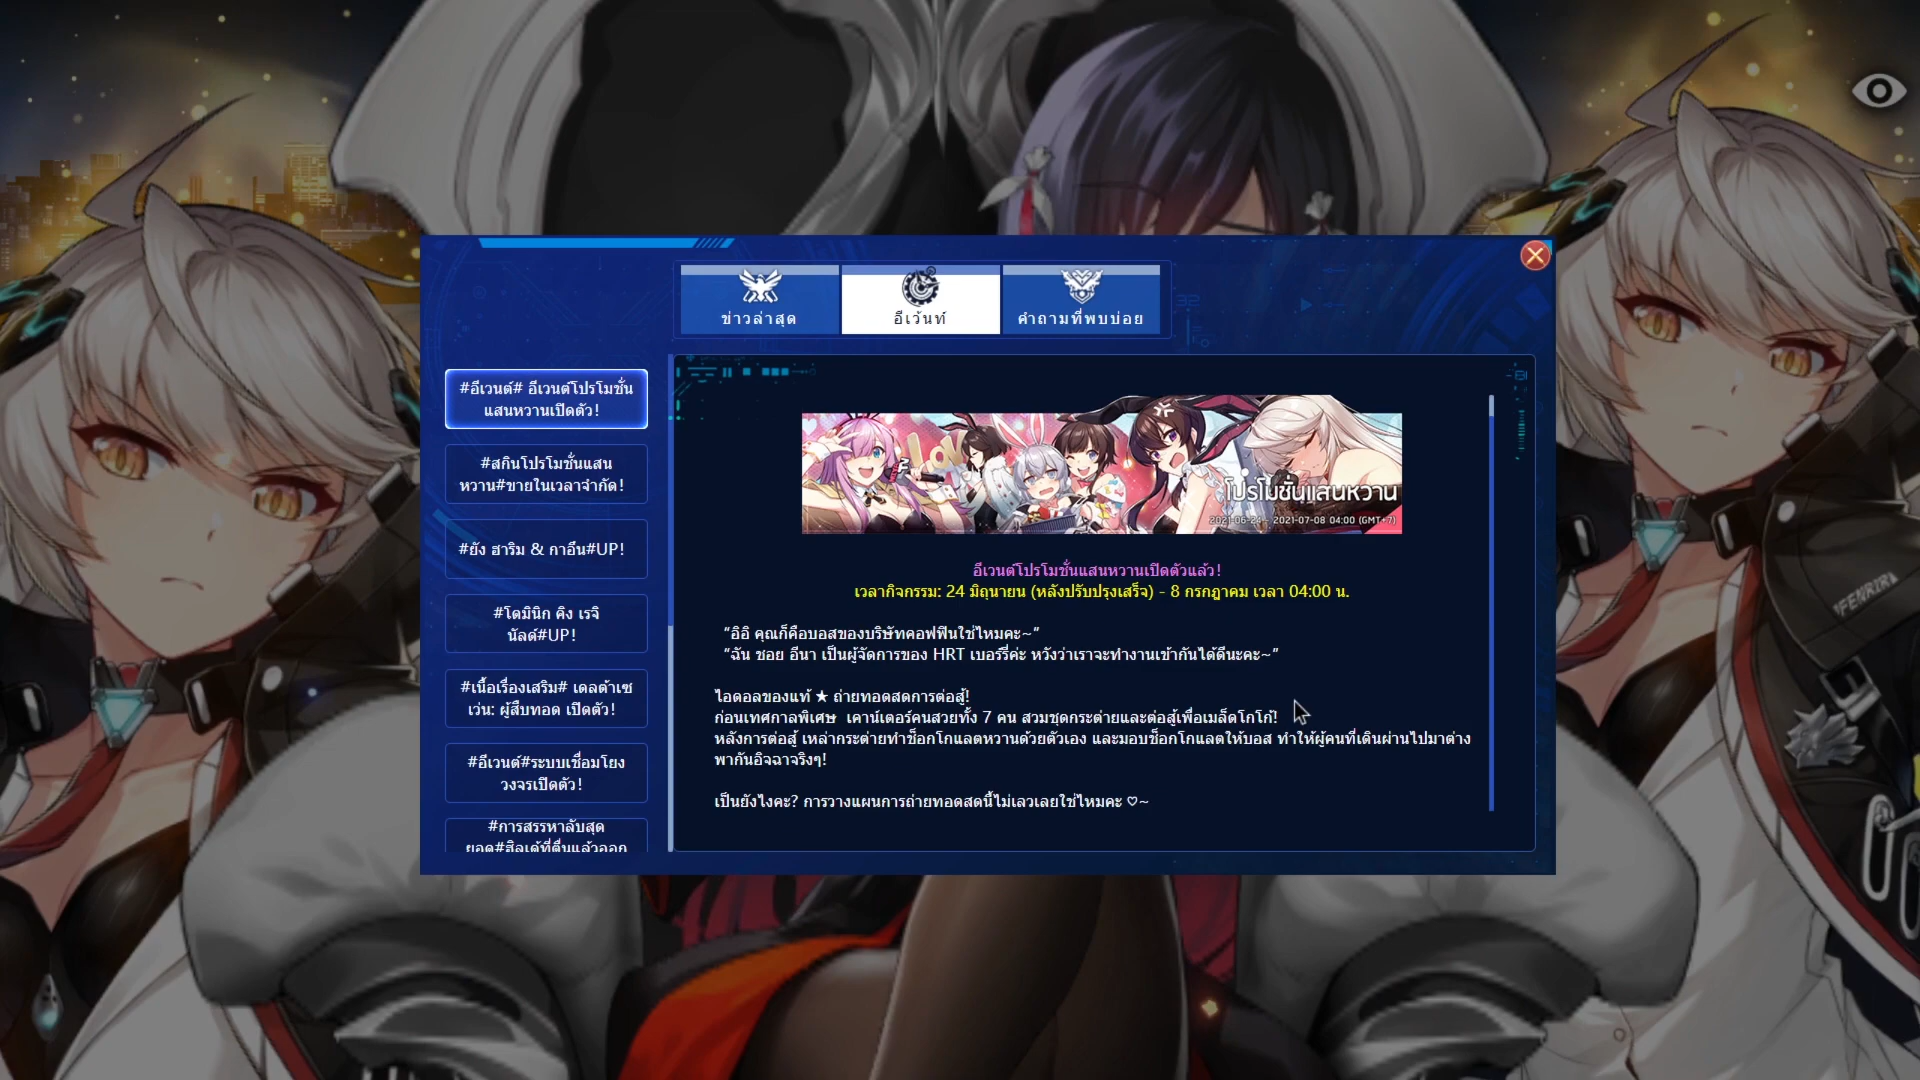 ข่าวล่าสุด
อีเว้นท์
คำถามที่พบบ่อย
#อีเวนต์# อีเวนต์โปรโมชั่น
แสนหวานเปิดตัว!
#สกินโปรโมชั่นแสน
หวาน#ขายในเวลาจำกัด!
#ยัง ฮาริม & กาอึน#UP!
#โดมินิก คิง เรจิ
นัลด์#UP!
#เนื้อเรื่องเสริม# เดลต้าเซ
เว่น: ผู้สืบทอด เปิดตัว!
#อีเวนต์#ระบบเชื่อมโยง
วงจรเปิดตัว!
#การสรรหาลับสุด
ยอด#ฮิลเด้ที่ตื่นแล้วออก
โปรโมชั่นแสนหวาน
2021-06-24 - 2021-07-08 04:00 (GMT+7)
อีเวนต์โปรโมชั่นแสนหวานเปิดตัวแล้ว!
เวลากิจกรรม: 24 มิถุนายน (หลังปรับปรุงเสร็จ) - 8 กรกฎาคม เวลา 04:00 น.
“อิอิ คุณก็คือบอสของบริษัทคอฟฟินใช่ไหมคะ~”
“ฉัน ชอย อีนา เป็นผู้จัดการของ HRT เบอร์รี่ค่ะ หวังว่าเราจะทำงานเข้ากันได้ดีนะคะ~”
ไอดอลของแท้ ★ ถ่ายทอดสดการต่อสู้!
ก่อนเทศกาลพิเศษ เคาน์เตอร์คนสวยทั้ง 7 คน สวมชุดกระต่ายและต่อสู้เพื่อเมล็ดโกโก้!
หลังการต่อสู้ เหล่ากระต่ายทำช็อกโกแลตหวานด้วยตัวเอง และมอบช็อกโกแลตให้บอส ทำให้ผู้คนที่เดินผ่านไปมาต่าง
พากันอิจฉาจริงๆ!
เป็นยังไงคะ? การวางแผนการถ่ายทอดสดนี้ไม่เลวเลยใช่ไหมคะ ♡~
FENRIR